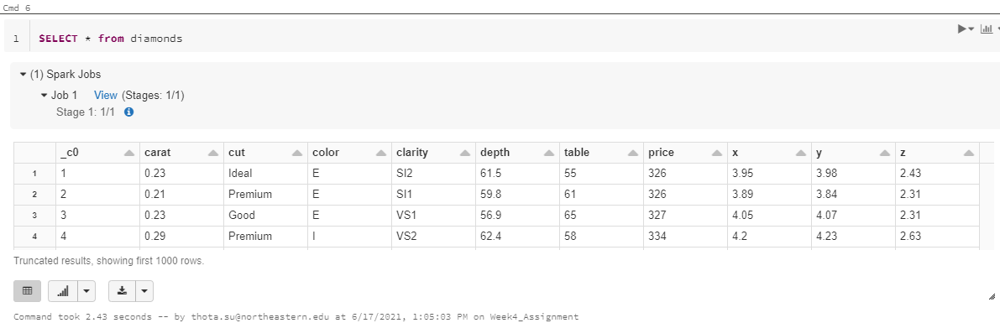 Cmd 6
1 SELECT * from diamonds
(1) Spark Jobs
Job 1 View (Stages: 1/1)
Stage 1: 1/1
_c0 carat cut color clarity depth table price x y z
1 1 0.23 Ideal E SI2 61.5 55 326 3.95 3.98 2.43
2 2 0.21 Premium E SI1 59.8 61 326 3.89 3.84 2.31
3 3 0.23 Good E VS1 56.9 65 327 4.05 4.07 2.31
4 4 0.29 Premium I VS2 62.4 58 334 4.2 4.23 2.63
Truncated results, showing first 1000 rows.
Command took 2.43 seconds -- by thota.su@northeastern.edu at 6/17/2021, 1:05:03 PM on Week4_Assignment